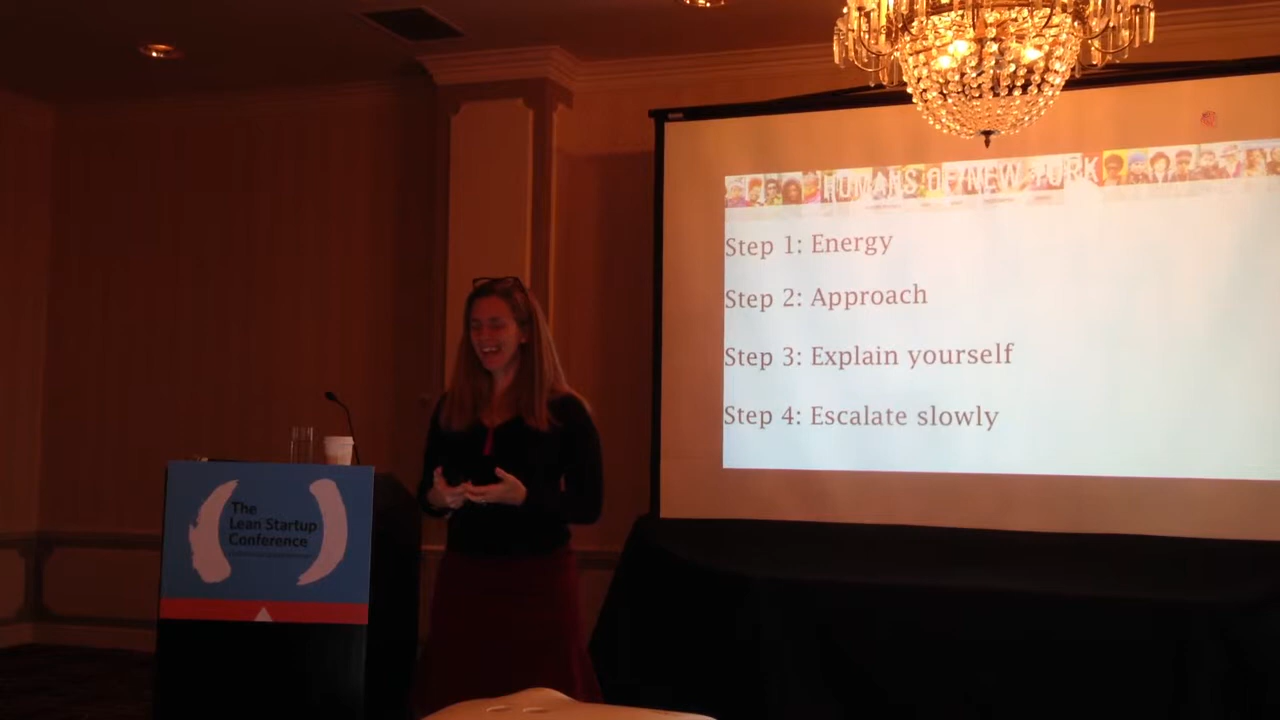 HUMANS OF NEW YORK
Step 1: Energy
Step 2: Approach
Step 3: Explain yourself
Step 4: Escalate slowly
The
Lean Startup
Conference